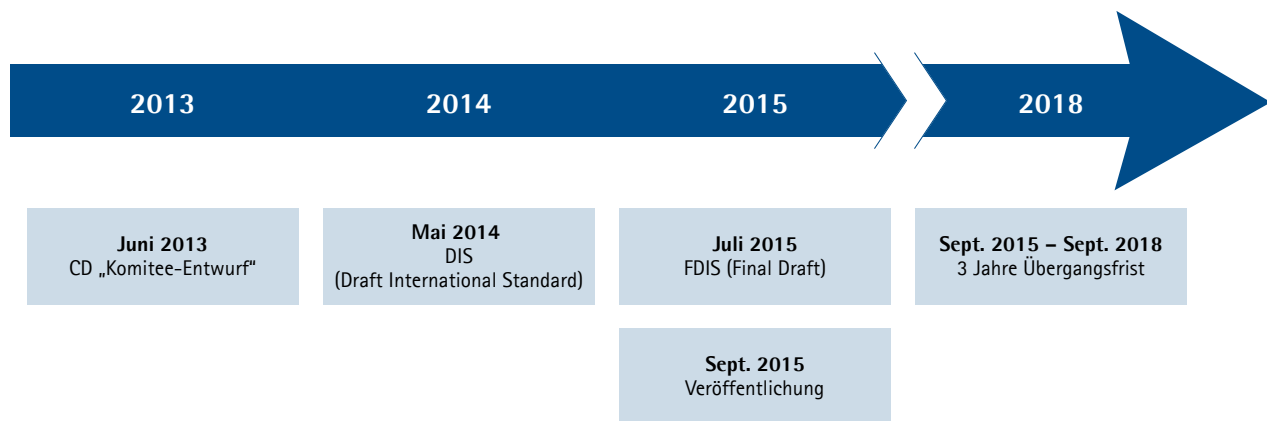 2013
2014
2015
2018
Juni 2013
CD „Komitee-Entwurf“
Mai 2014
DIS
(Draft International Standard)
Juli 2015
FDIS (Final Draft)
Sept. 2015 – Sept. 2018
3 Jahre Übergangsfrist
Sept. 2015
Veröffentlichung